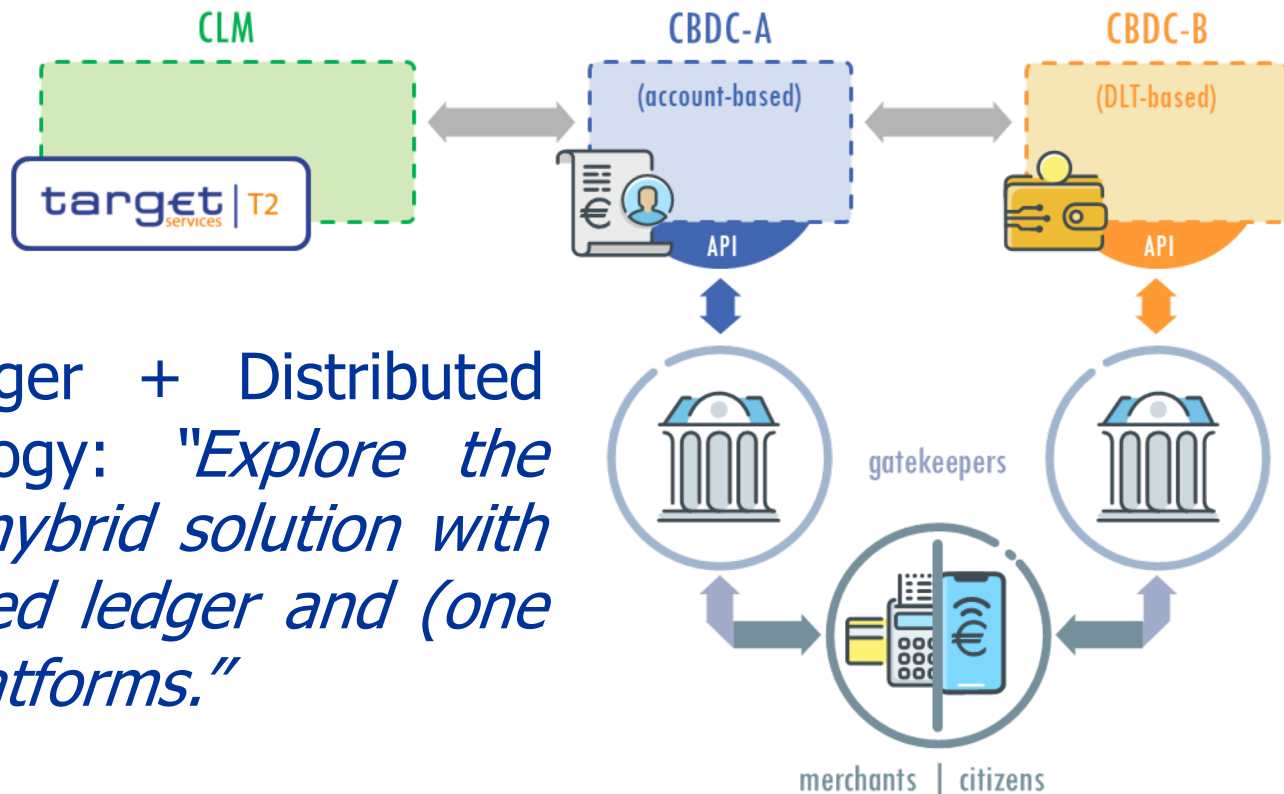 CLM
CBDC-A
CBDC-B
(account-based)
(DLT-based)
target services | T2
API
API
ger + Distributed
ogy: “Explore the
hybrid solution with
ed ledger and (one
atforms.”
gatekeepers
merchants | citizens